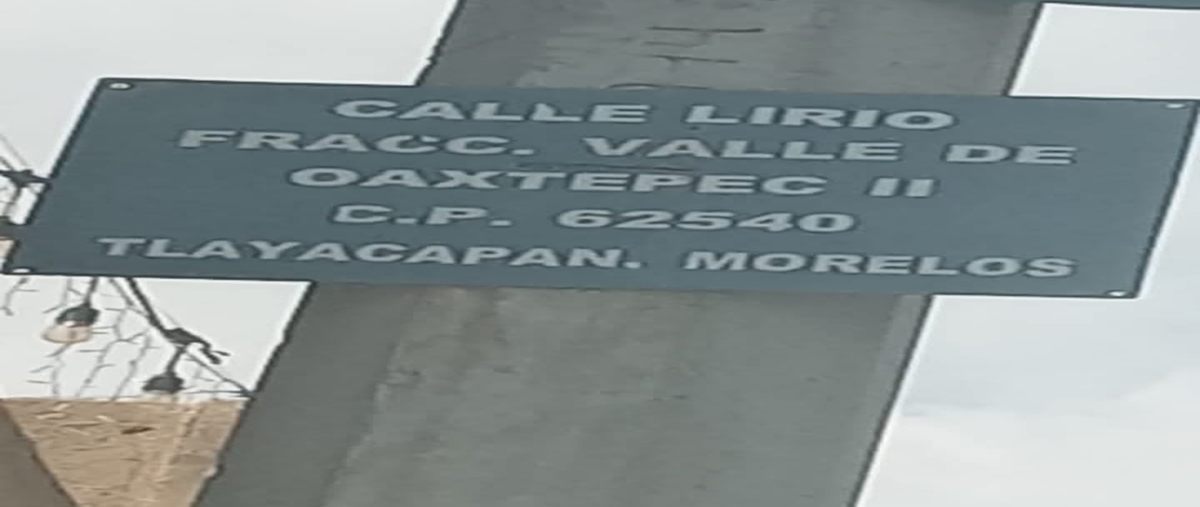 CALLE LIRIO
FRACC. VALLE DE
OAXTEPEC II
C.P. 62540
TLAYACAPAN. MORELOS